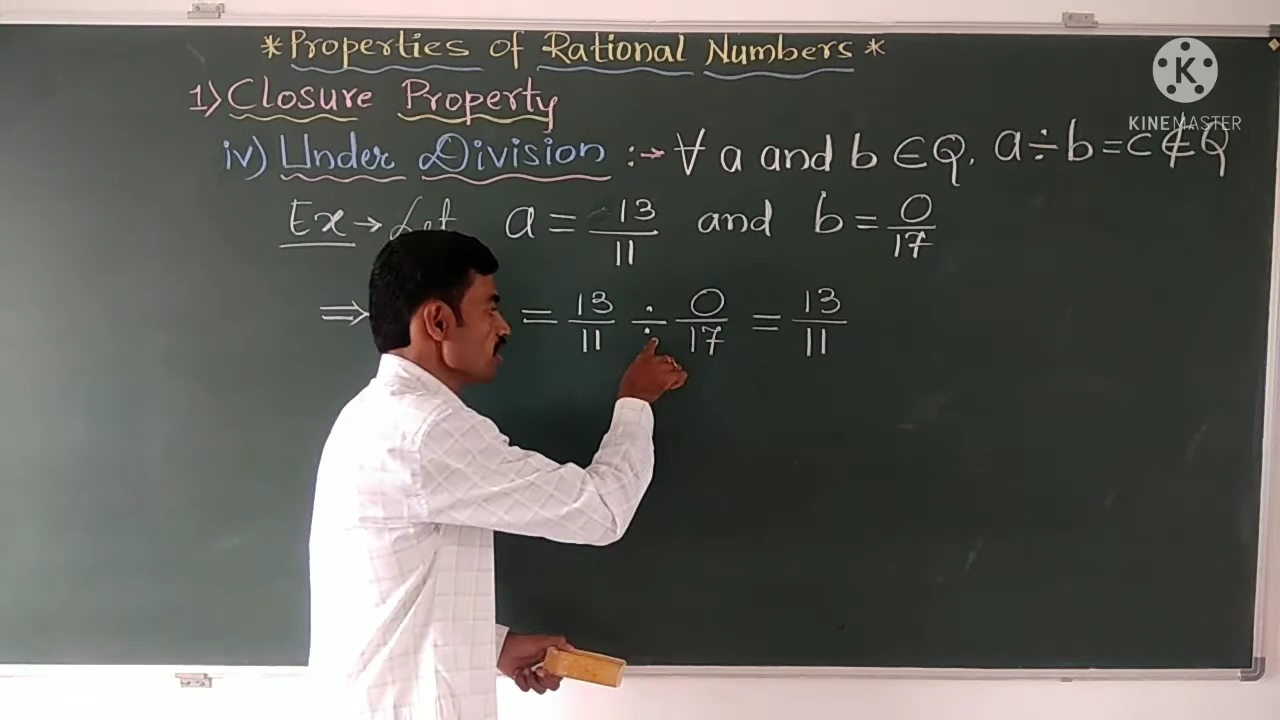 *Properties of Rational Numbers*
1) Closure Property
iv) Under Division :→ ∀ a and b ∈ Q, a ÷ b = c ∉ Q
Ex → Let a = 13/11 and b = 0/17
⇒ = 13/11 ÷ 0/17 = 13/11
K
KINEMASTER